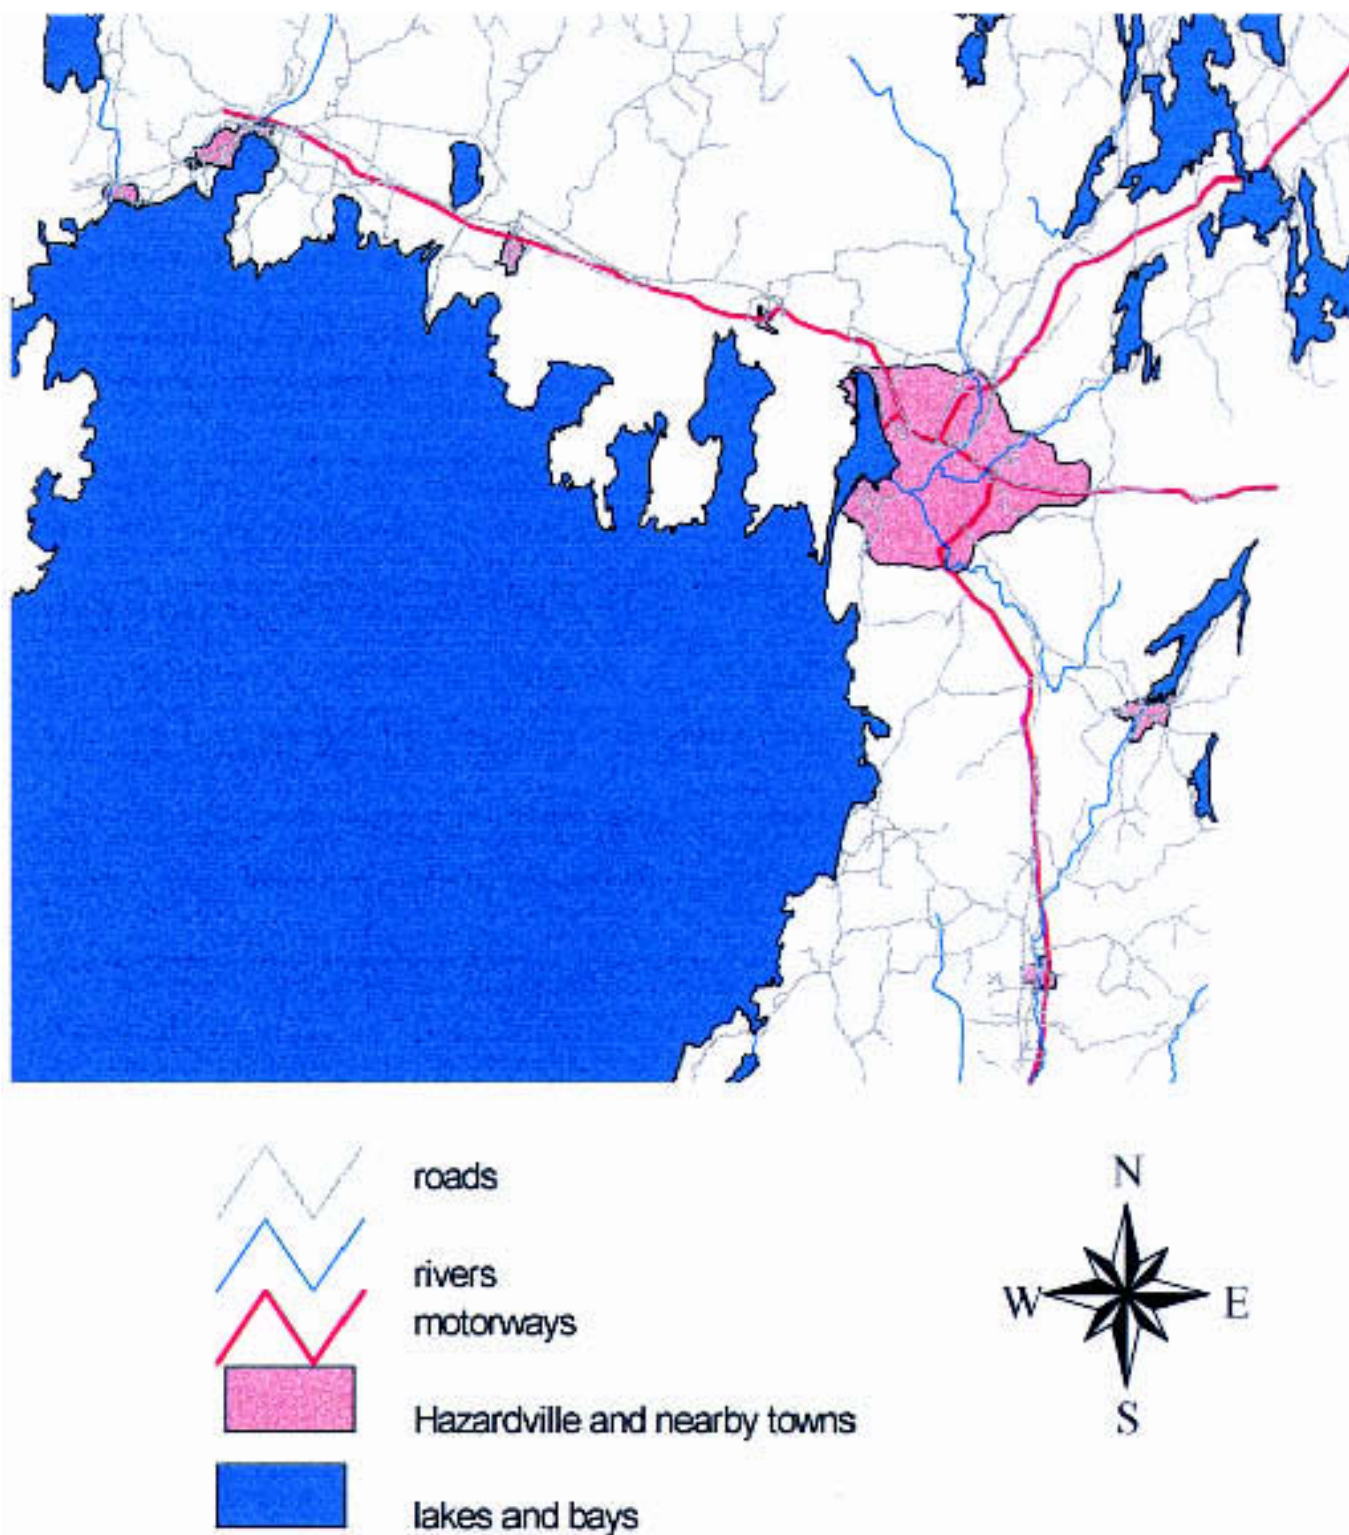 roads
rivers
motorways
Hazardville and nearby towns
lakes and bays
N
W E
S